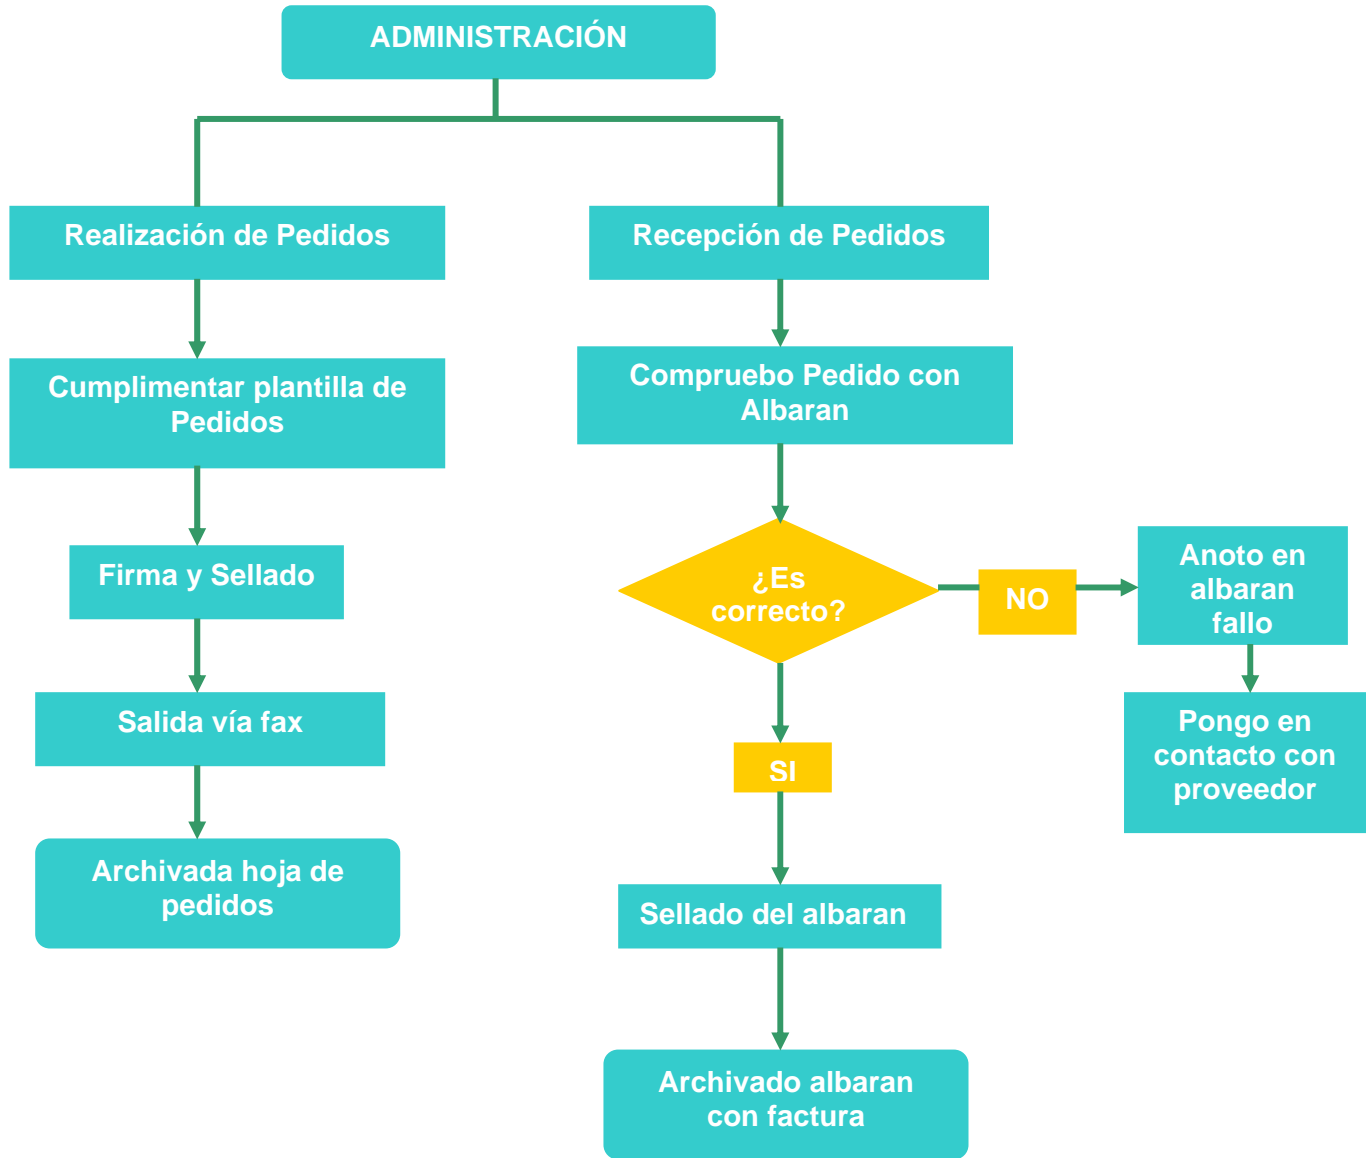 ADMINISTRACIÓN
Realización de Pedidos
Recepción de Pedidos
Cumplimentar plantilla de
Pedidos
Compruebo Pedido con
Albaran
Firma y Sellado
¿Es
correcto?
NO
Anoto en
albaran
fallo
Salida vía fax
Pongo en
contacto con
proveedor
SI
Archivada hoja de
pedidos
Sellado del albaran
Archivado albaran
con factura